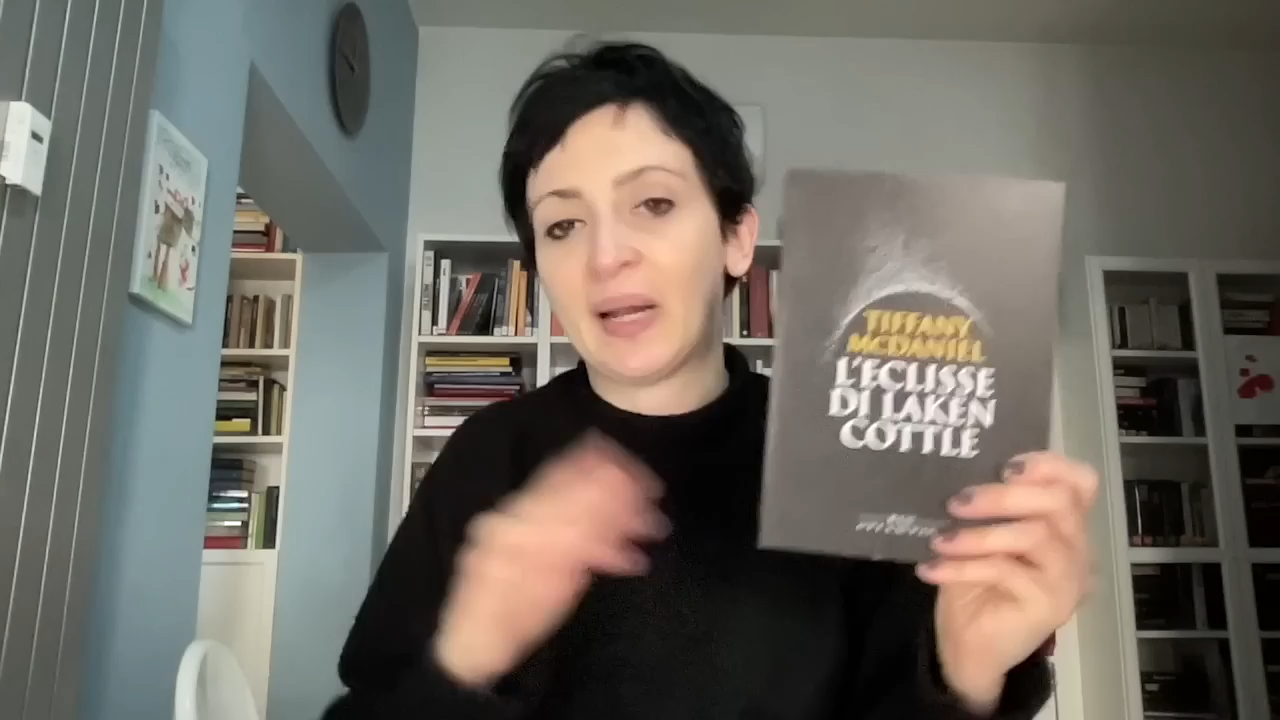 TIFFANY
MCDANIEL
L'ECLISSE
DI LAKEN
COTTLE